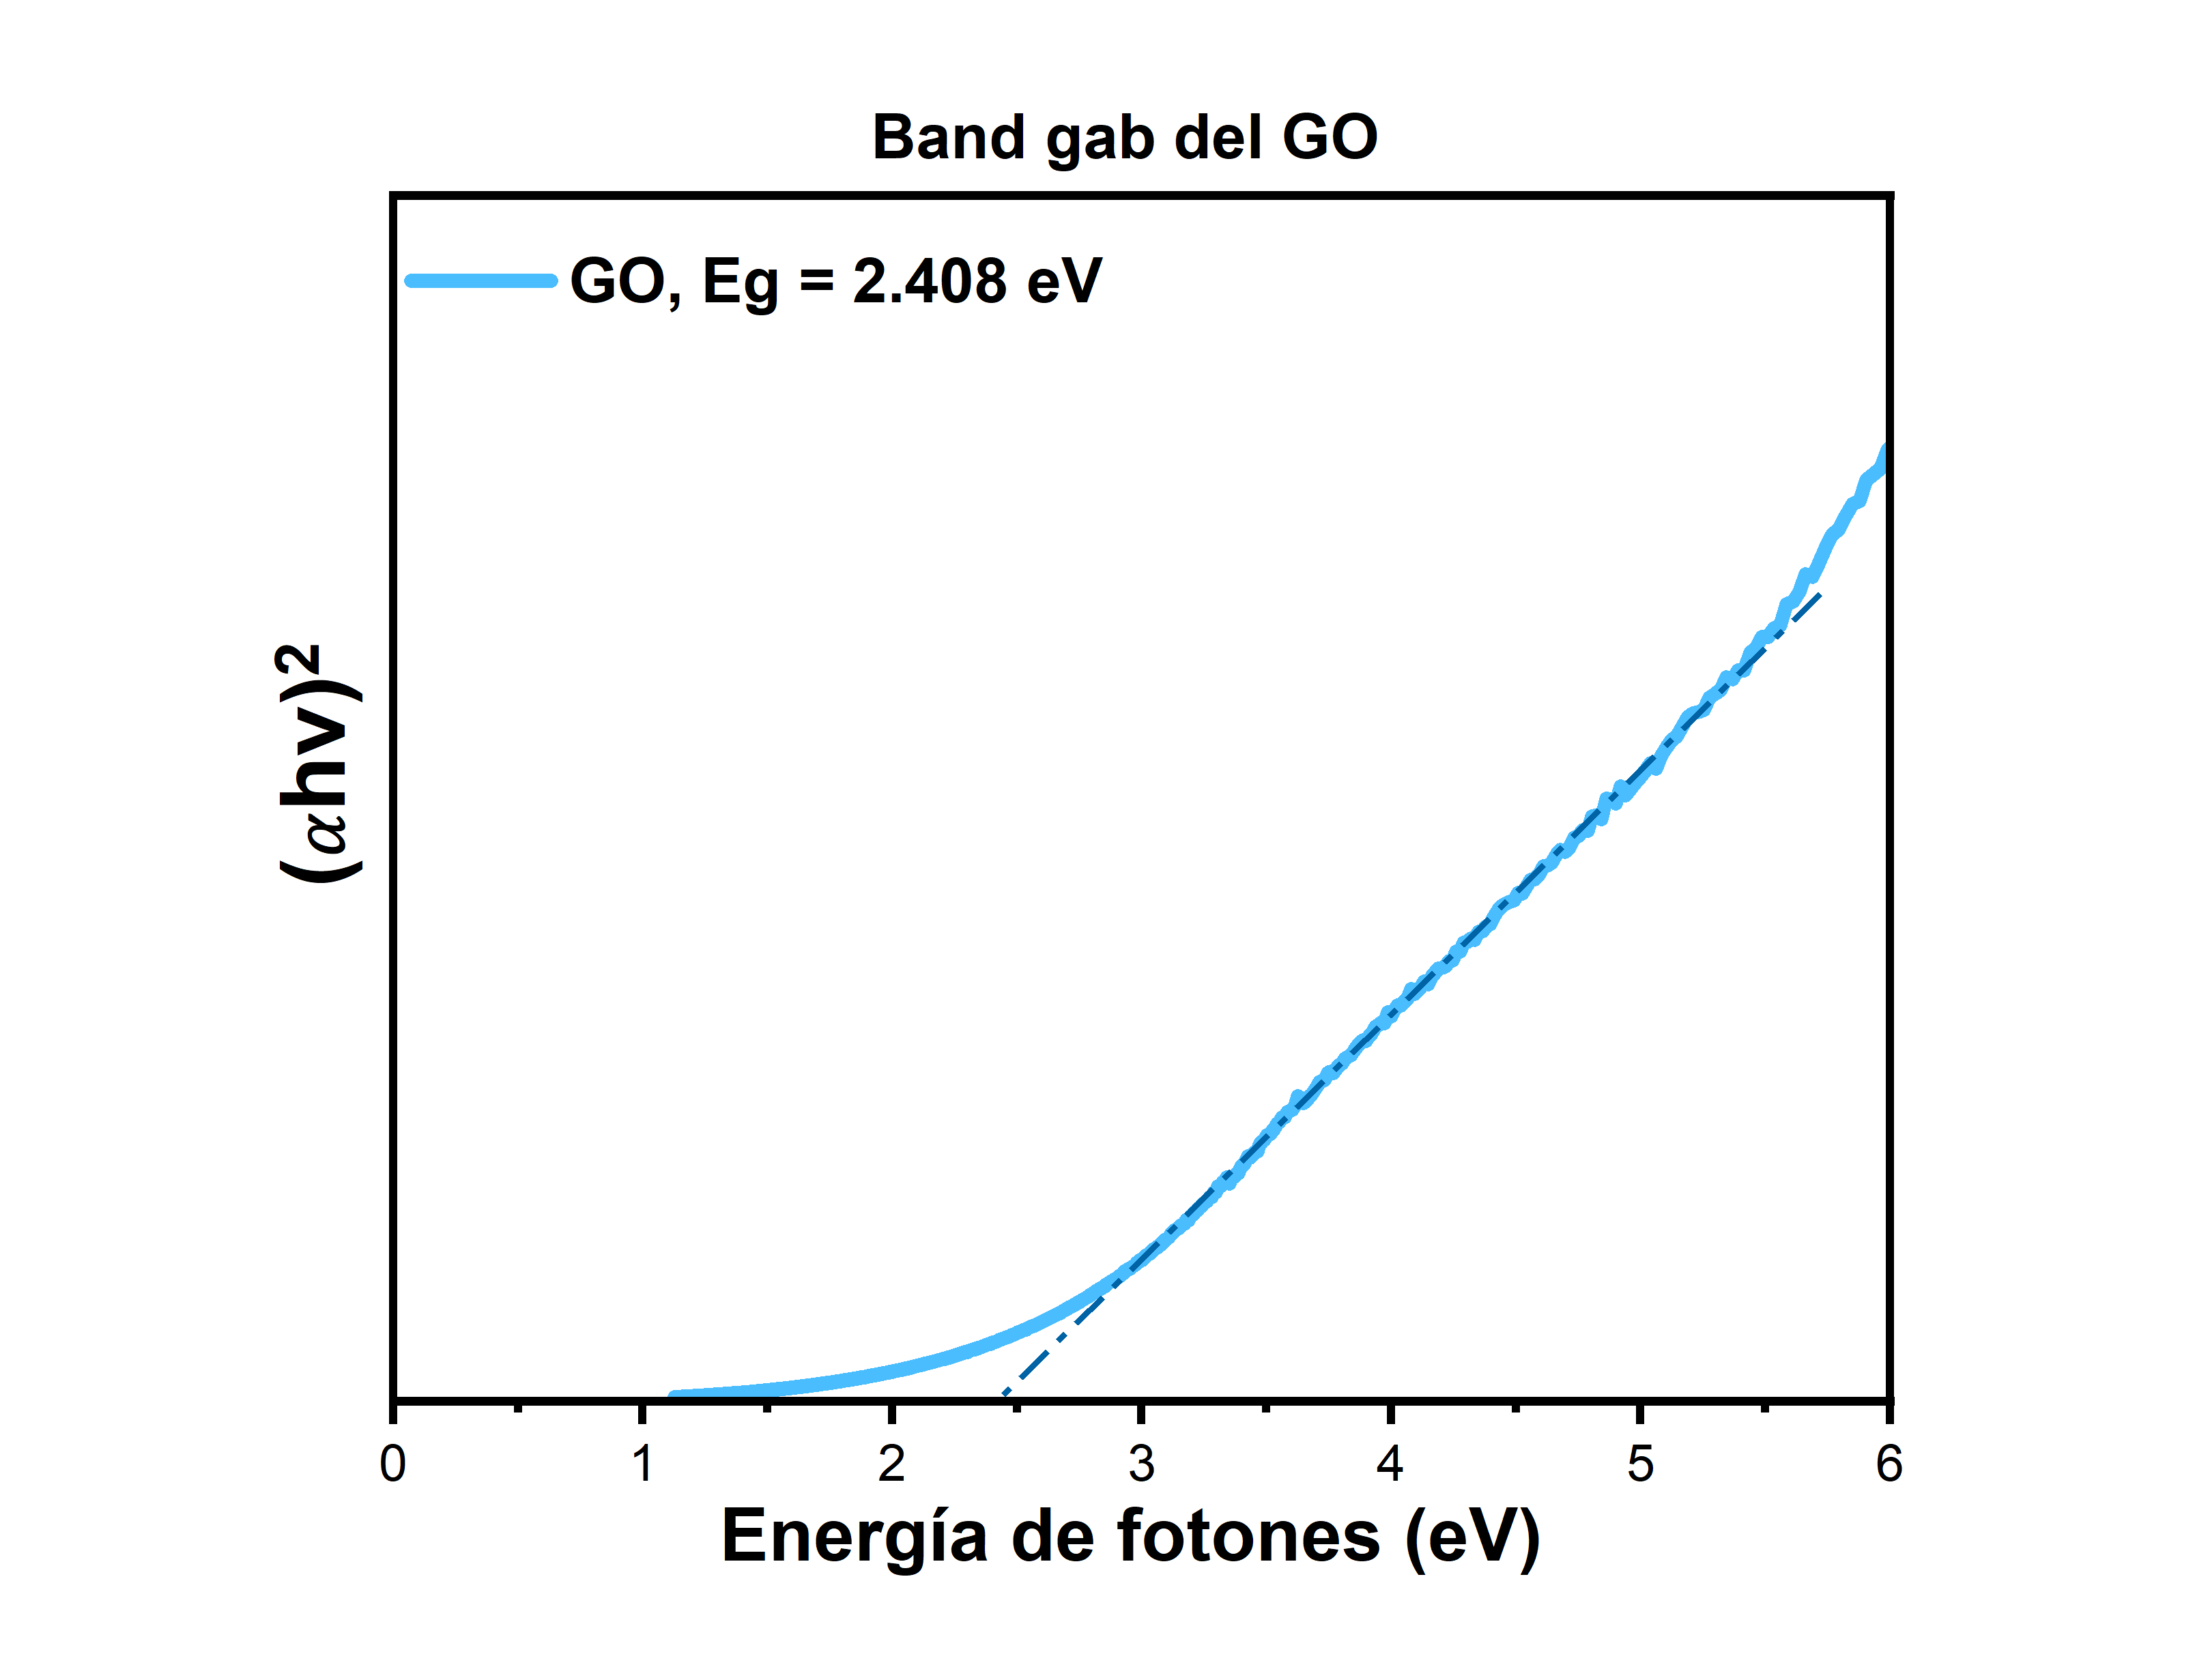 Band gab del GO
GO, Eg = 2.408 eV
(αhv)²
0 1 2 3 4 5 6
Energía de fotones (eV)